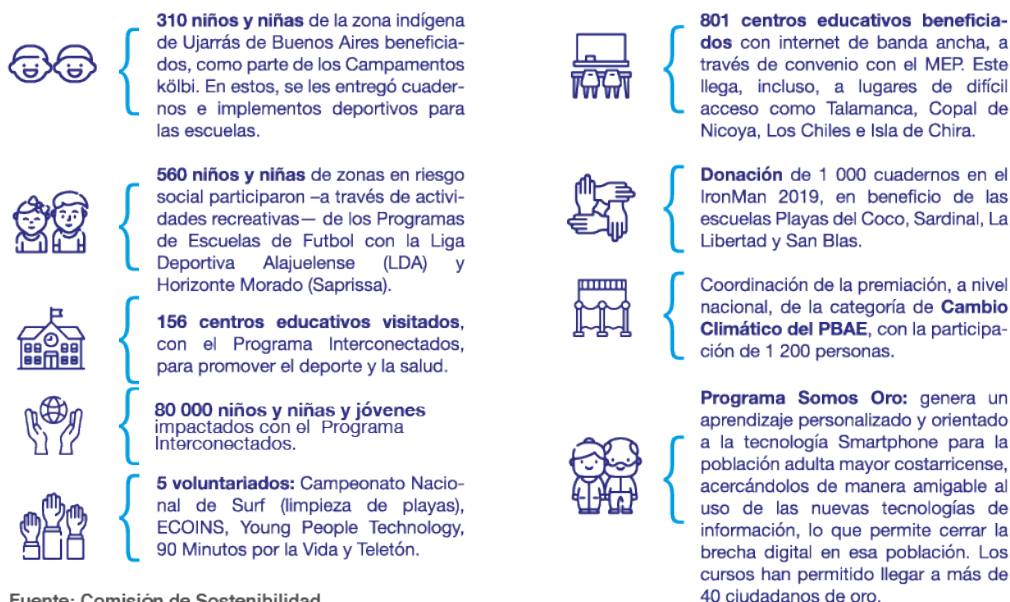 310 niños y niñas de la zona indígena
de Ujarrás de Buenos Aires beneficia-
dos, como parte de los Campamentos
kölbi. En estos, se les entregó cuader-
nos e implementos deportivos para
las escuelas.
560 niños y niñas de zonas en riesgo
social participaron –a través de activi-
dades recreativas— de los Programas
de Escuelas de Futbol con la Liga
Deportiva Alajuelense (LDA) y
Horizonte Morado (Saprissa).
156 centros educativos visitados,
con el Programa Interconectados,
para promover el deporte y la salud.
80 000 niños y niñas y jóvenes
impactados con el Programa
Interconectados.
5 voluntariados: Campeonato Nacio-
nal de Surf (limpieza de playas),
ECOINS, Young People Technology,
90 Minutos por la Vida y Teletón.
Fuente: Comisión de Sostenibilidad
801 centros educativos beneficia-
dos con internet de banda ancha, a
través de convenio con el MEP. Este
llega, incluso, a lugares de difícil
acceso como Talamanca, Copal de
Nicoya, Los Chiles e Isla de Chira.
Donación de 1 000 cuadernos en el
IronMan 2019, en beneficio de las
escuelas Playas del Coco, Sardinal, La
Libertad y San Blas.
Coordinación de la premiación, a nivel
nacional, de la categoría de Cambio
Climático del PBAE, con la participa-
ción de 1 200 personas.
Programa Somos Oro: genera un
aprendizaje personalizado y orientado
a la tecnología Smartphone para la
población adulta mayor costarricense,
acercándolos de manera amigable al
uso de las nuevas tecnologías de
información, lo que permite cerrar la
brecha digital en esa población. Los
cursos han permitido llegar a más de
40 ciudadanos de oro.